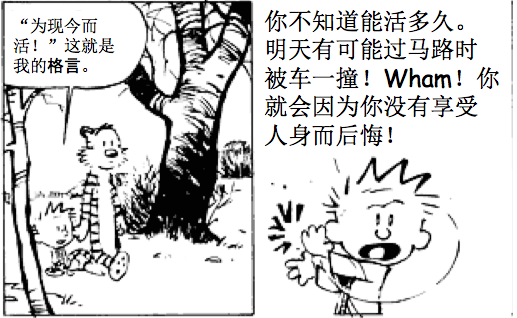 “为现今而
活！”这就是
我的格言。
你不知道能活多久。
明天有可能过马路时
被车一撞！Wham！你
就会因为你没有享受
人身而后悔！